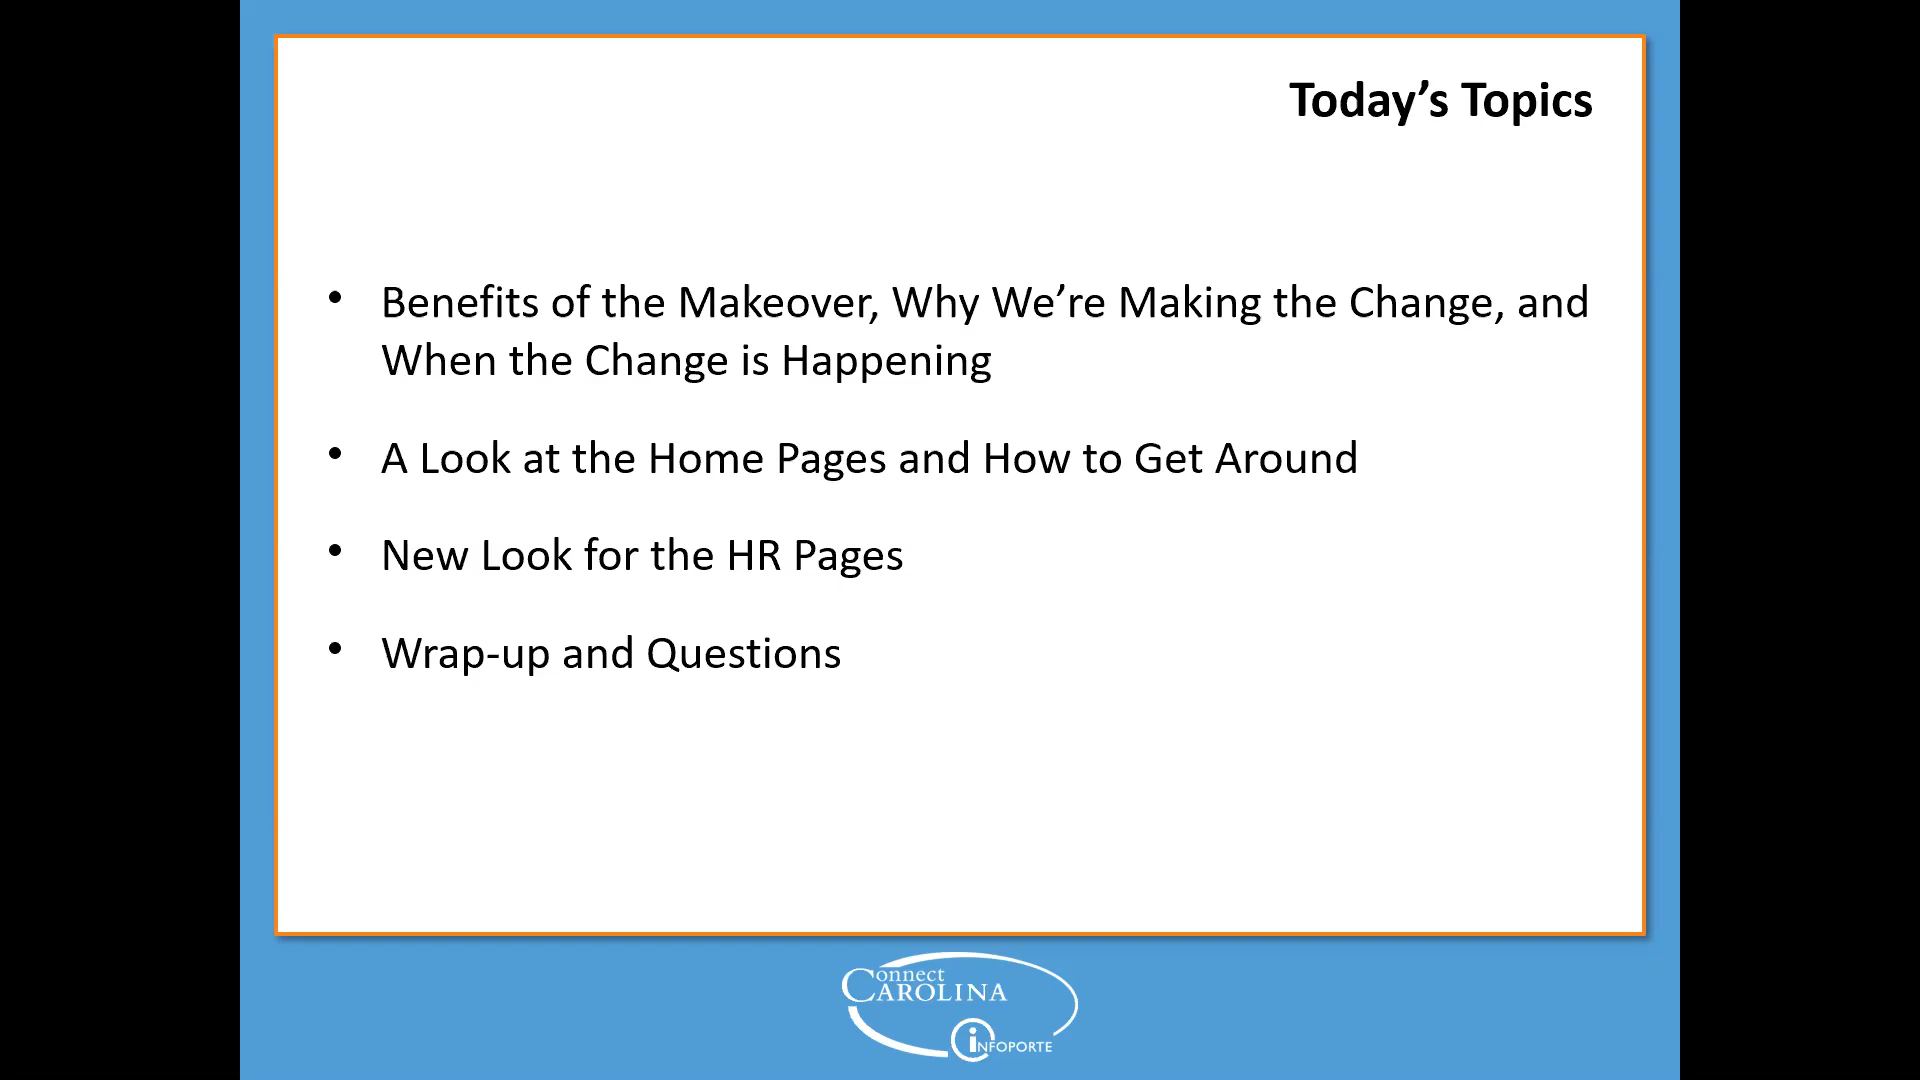 Today’s Topics
• Benefits of the Makeover, Why We’re Making the Change, and
When the Change is Happening
• A Look at the Home Pages and How to Get Around
• New Look for the HR Pages
• Wrap-up and Questions
Connect
CAROLINA
INFOPORTE